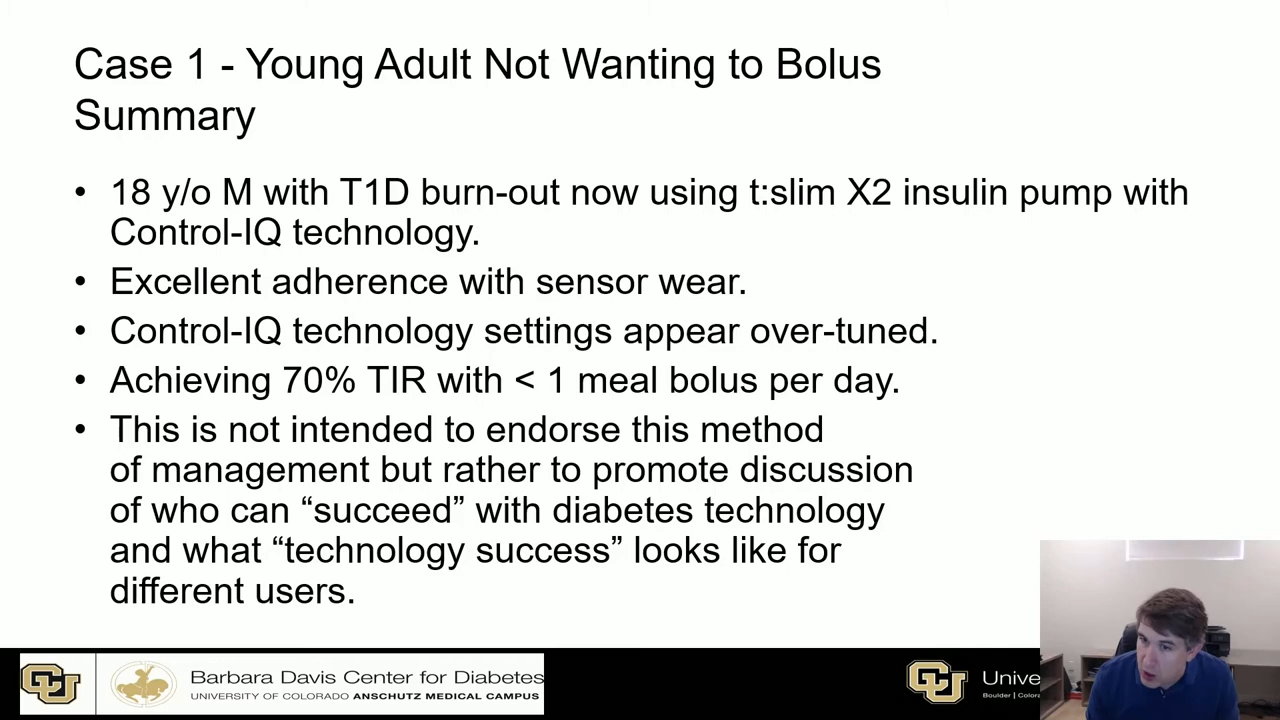 Case 1 - Young Adult Not Wanting to Bolus
Summary
• 18 y/o M with T1D burn-out now using t:slim X2 insulin pump with
Control-IQ technology.
• Excellent adherence with sensor wear.
• Control-IQ technology settings appear over-tuned.
• Achieving 70% TIR with < 1 meal bolus per day.
• This is not intended to endorse this method
of management but rather to promote discussion
of who can “succeed” with diabetes technology
and what “technology success” looks like for
different users.
CU
Barbara Davis Center for Diabetes
UNIVERSITY OF COLORADO ANSCHUTZ MEDICAL CAMPUS
CU
Boulder |